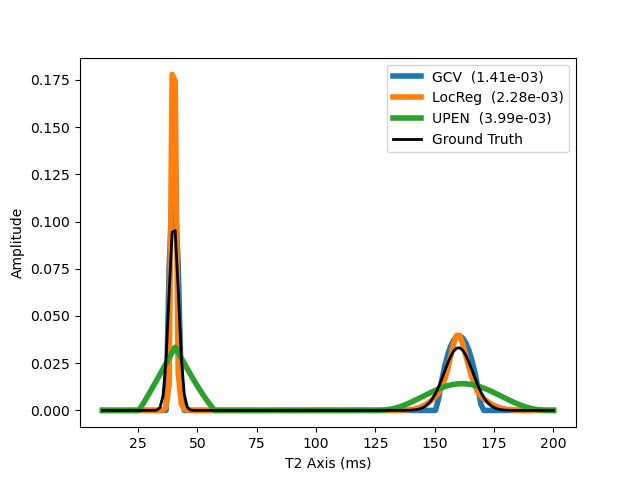 GCV (1.41e-03)
LocReg (2.28e-03)
UPEN (3.99e-03)
Ground Truth
0.175
0.150
0.125
0.100
0.075
0.050
0.025
0.000
Amplitude
25 50 75 100 125 150 175 200
T2 Axis (ms)